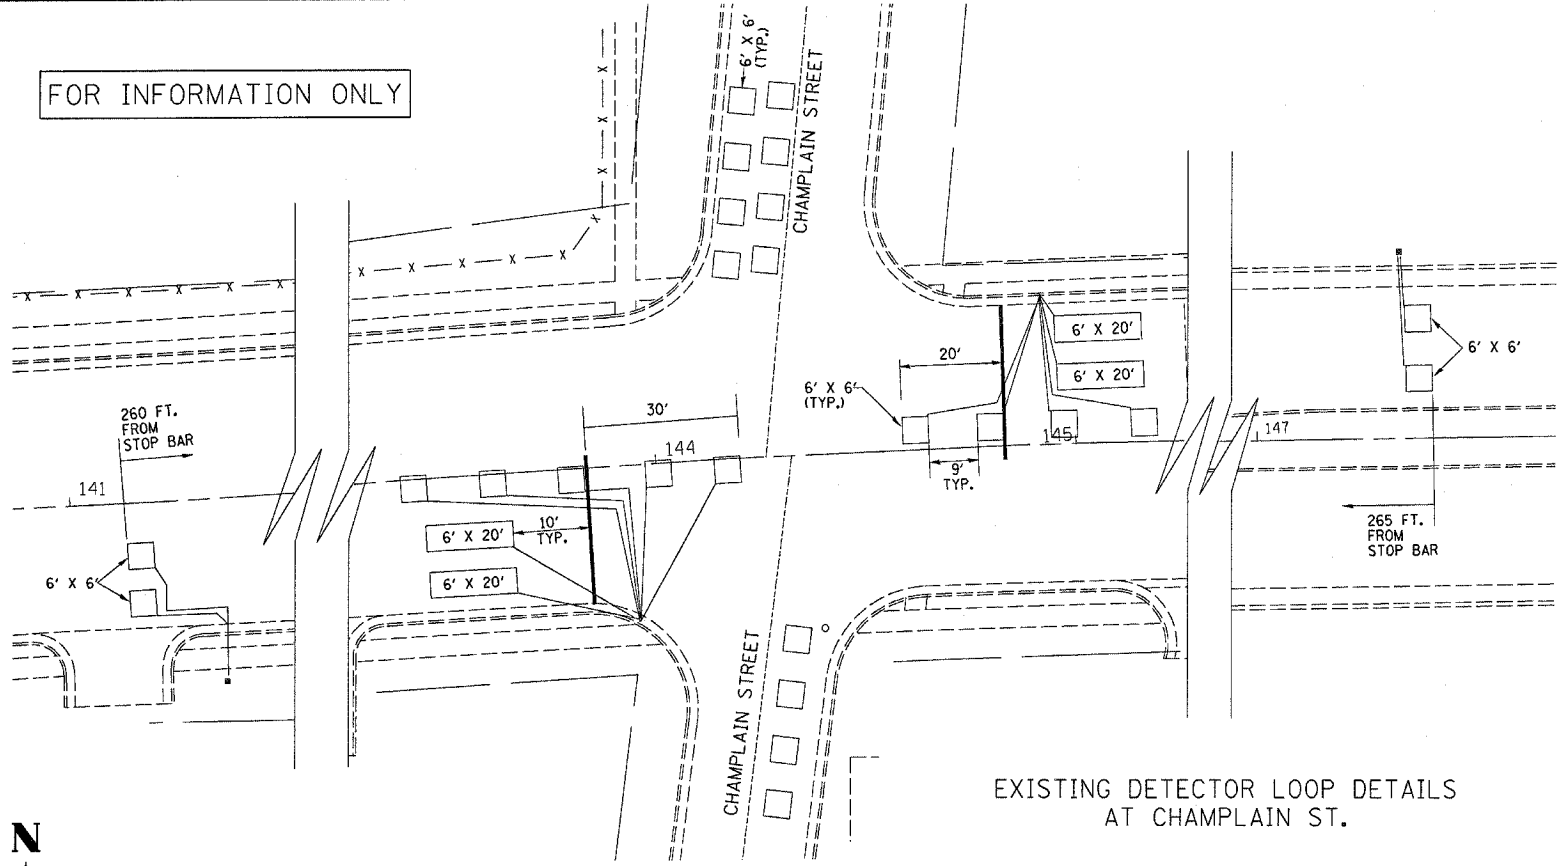 FOR INFORMATION ONLY
6' X 6'
(TYP.)
CHAMPLAIN STREET
6' X 20'
6' X 20'
20'
6' X 6'
(TYP.)
6' X 6'
260 FT.
FROM
STOP BAR
30'
144
145
147
9'
TYP.
141
10'
TYP.
6' X 20'
6' X 20'
265 FT.
FROM
STOP BAR
6' X 6'
CHAMPLAIN STREET
EXISTING DETECTOR LOOP DETAILS
AT CHAMPLAIN ST.
N